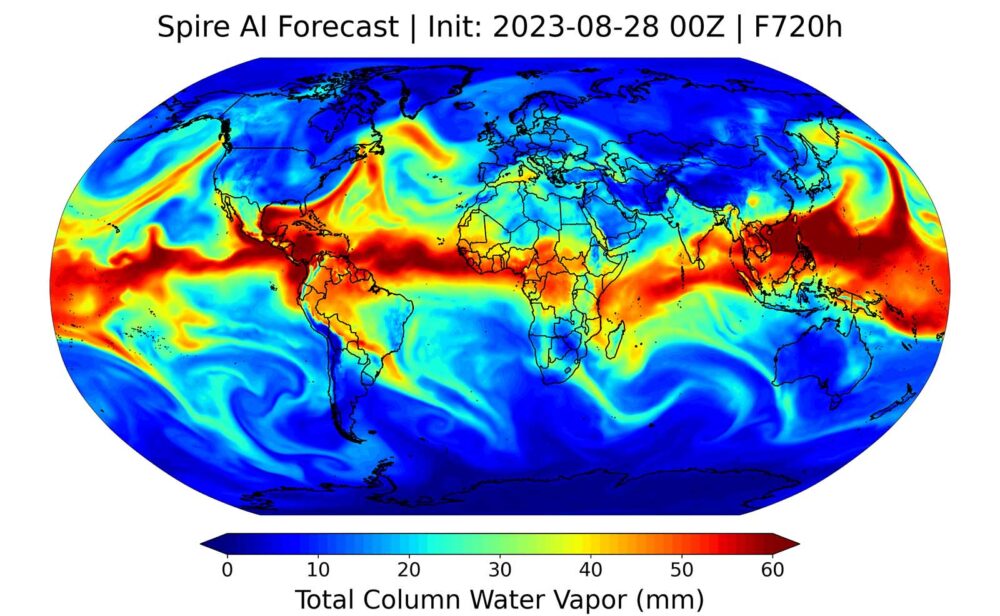 Spire AI Forecast | Init: 2023-08-28 00Z | F720h
0 10 20 30 40 50 60
Total Column Water Vapor (mm)